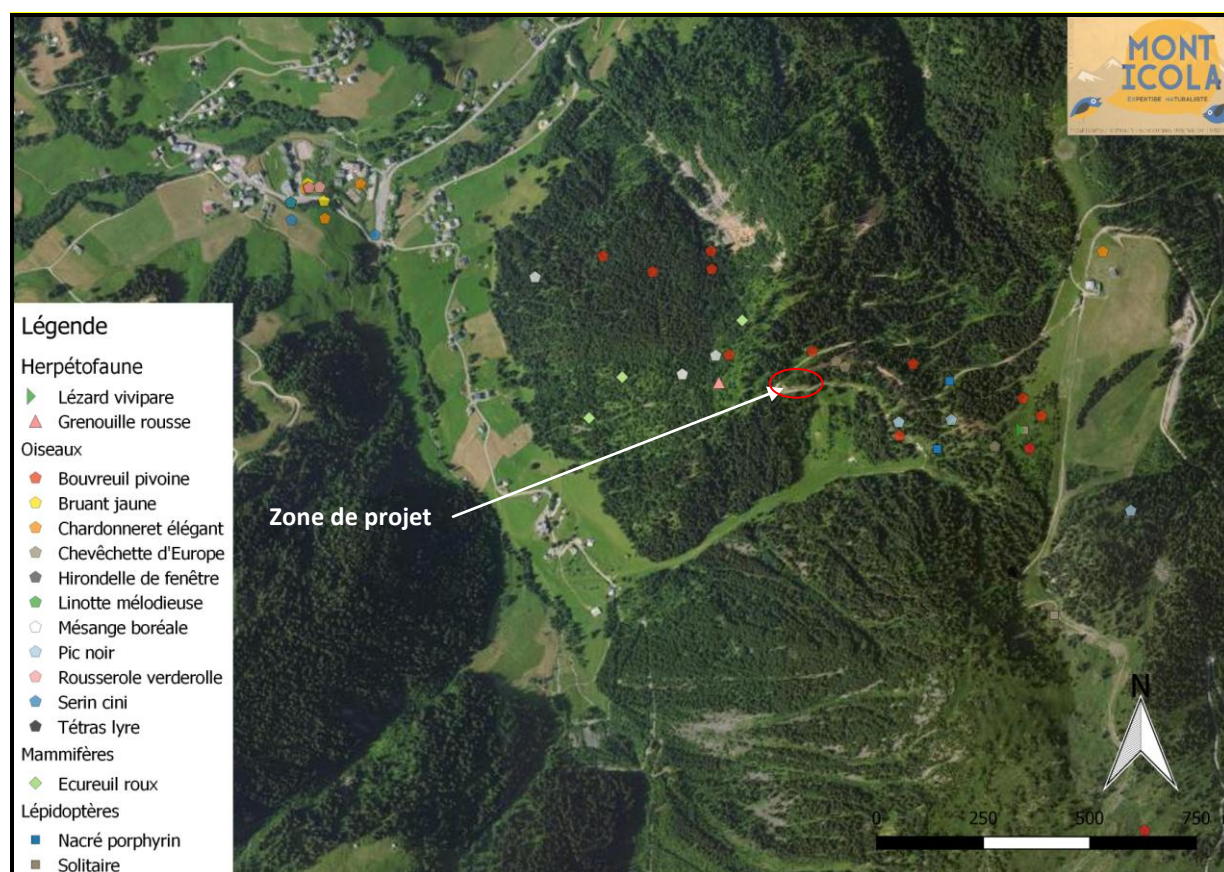 MONT
ICOLA
EXPERTISE NATURALISTE
Légende
Herpétofaune
Lézard vivipare
Grenouille rousse
Oiseaux
Bouvreuil pivoine
Bruant jaune
Chardonneret élégant
Chevêchette d'Europe
Hirondelle de fenêtre
Linotte mélodieuse
Mésange boréale
Pic noir
Rousserole verderolle
Serin cini
Tétras lyre
Mammifères
Ecureuil roux
Lépidoptères
Nacré porphyrin
Solitaire
Zone de projet
N
0 250 500 750